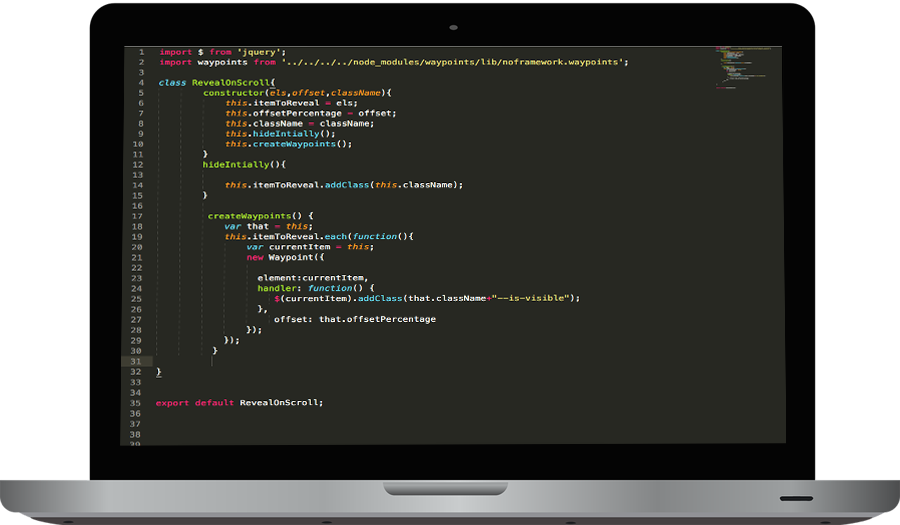 1 import $ from 'jquery';
2 import waypoints from '../../../../node_modules/waypoints/lib/noframework.waypoints';
3
4 class RevealOnScroll{
5 constructor(els,offset,className){
6 this.itemToReveal = els;
7 this.offsetPercentage = offset;
8 this.className = className;
9 this.hideIntially();
10 this.createWaypoints();
11 }
12 hideIntially(){
13
14 this.itemToReveal.addClass(this.className);
15 }
16
17 createWaypoints() {
18 var that = this;
19 this.itemToReveal.each(function(){
20 var currentItem = this;
21 new Waypoint({
22
23 element:currentItem,
24 handler: function() {
25 $(currentItem).addClass(that.className+"--is-visible");
26 },
27 offset: that.offsetPercentage
28 });
29 });
30 }
31
32 }
33
34
35 export default RevealOnScroll;
36
37
38
39